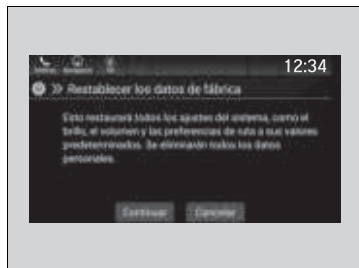 12:34
Restablecer los datos de fábrica
Esto restaurará todos los ajustes del sistema, como el
brillo, el volumen y las preferencias de ruta a sus valores
predeterminados. Se eliminarán todos los datos
personales.
Continuar Cancelar